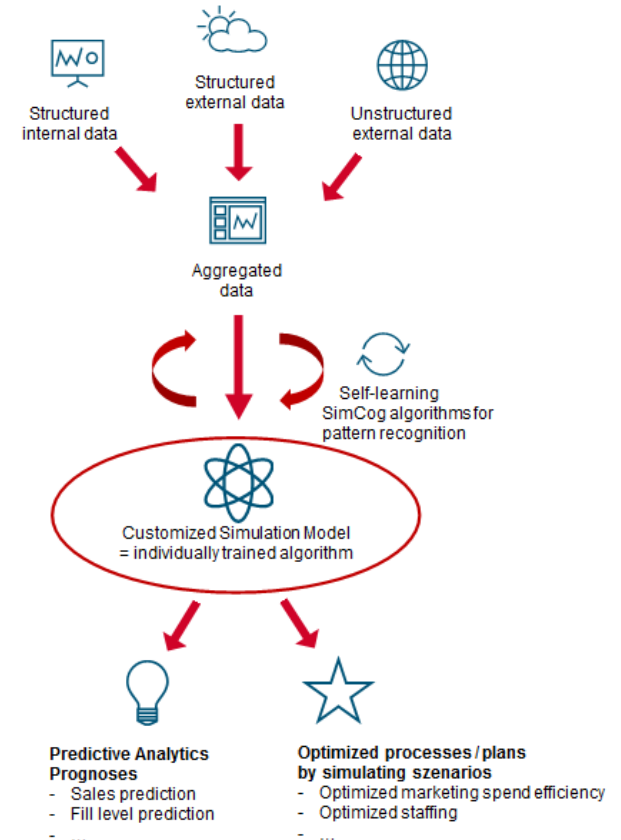 Structured
internal data
Structured
external data
Unstructured
external data
Aggregated
data
Self-learning
SimCog algorithms for
pattern recognition
Customized Simulation Model
= individually trained algorithm
Predictive Analytics
Prognoses
- Sales prediction
- Fill level prediction
- ...
Optimized processes / plans
by simulating szenarios
- Optimized marketing spend efficiency
- Optimized staffing
- ...